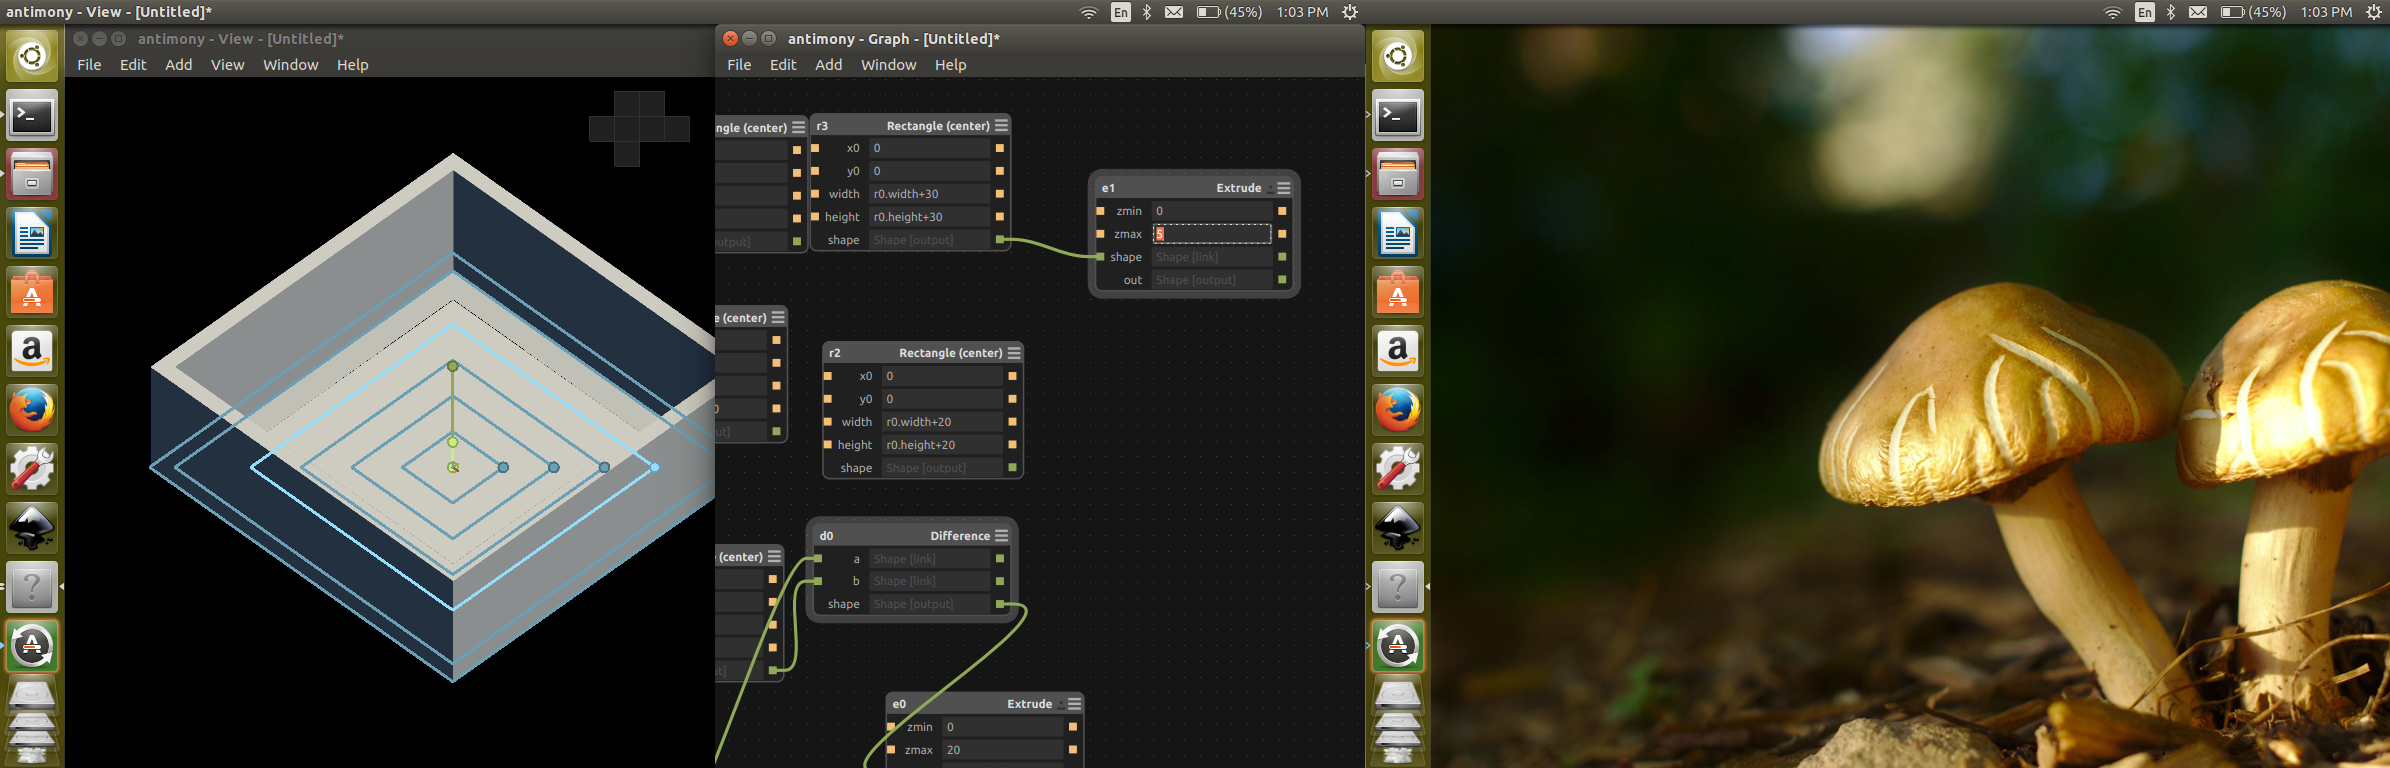 antimony - View - [Untitled]*
En
(45%)
1:03 PM
En
(45%)
1:03 PM
antimony - View - [Untitled]*
File Edit Add View Window Help
antimony - Graph - [Untitled]*
File Edit Add Window Help
ngle (center)
utput]
r3 Rectangle (center)
x0 0
y0 0
width r0.width+30
height r0.height+30
shape Shape [output]
e1 Extrude
zmin 0
zmax 5
shape Shape [link]
out Shape [output]
e (center)
0
ut]
r2 Rectangle (center)
x0 0
y0 0
width r0.width+20
height r0.height+20
shape Shape [output]
(center)
t]
d0 Difference
a Shape [link]
b Shape [link]
shape Shape [output]
e0 Extrude
zmin 0
zmax 20